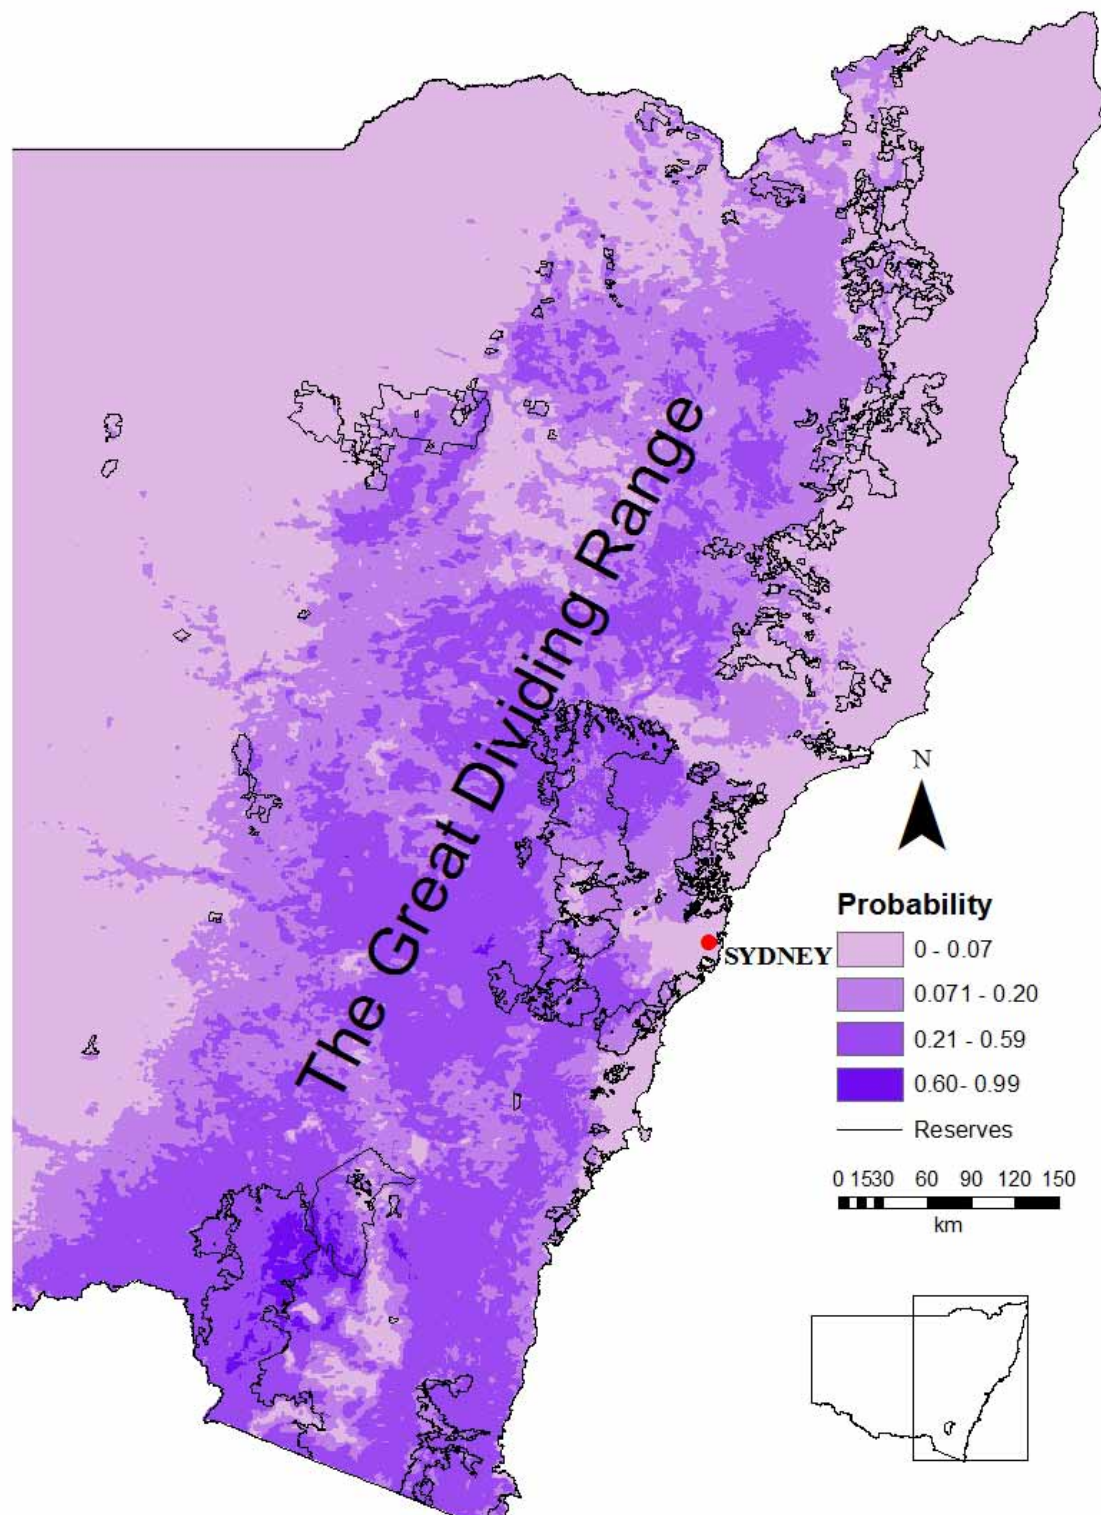 The Great Dividing Range
N
SYDNEY
Probability
0 - 0.07
0.071 - 0.20
0.21 - 0.59
0.60- 0.99
Reserves
0 1530 60 90 120 150
km